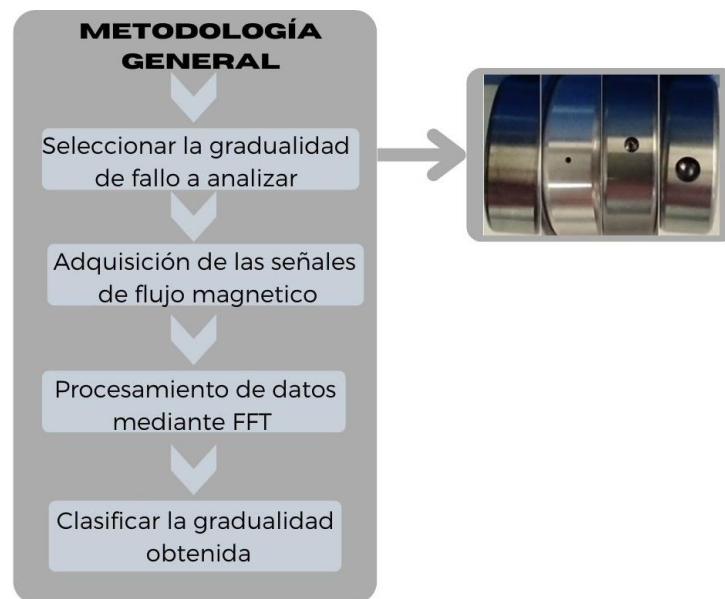 METODOLOGÍA
GENERAL
Seleccionar la gradualidad
de fallo a analizar
Adquisición de las señales
de flujo magnetico
Procesamiento de datos
mediante FFT
Clasificar la gradualidad
obtenida